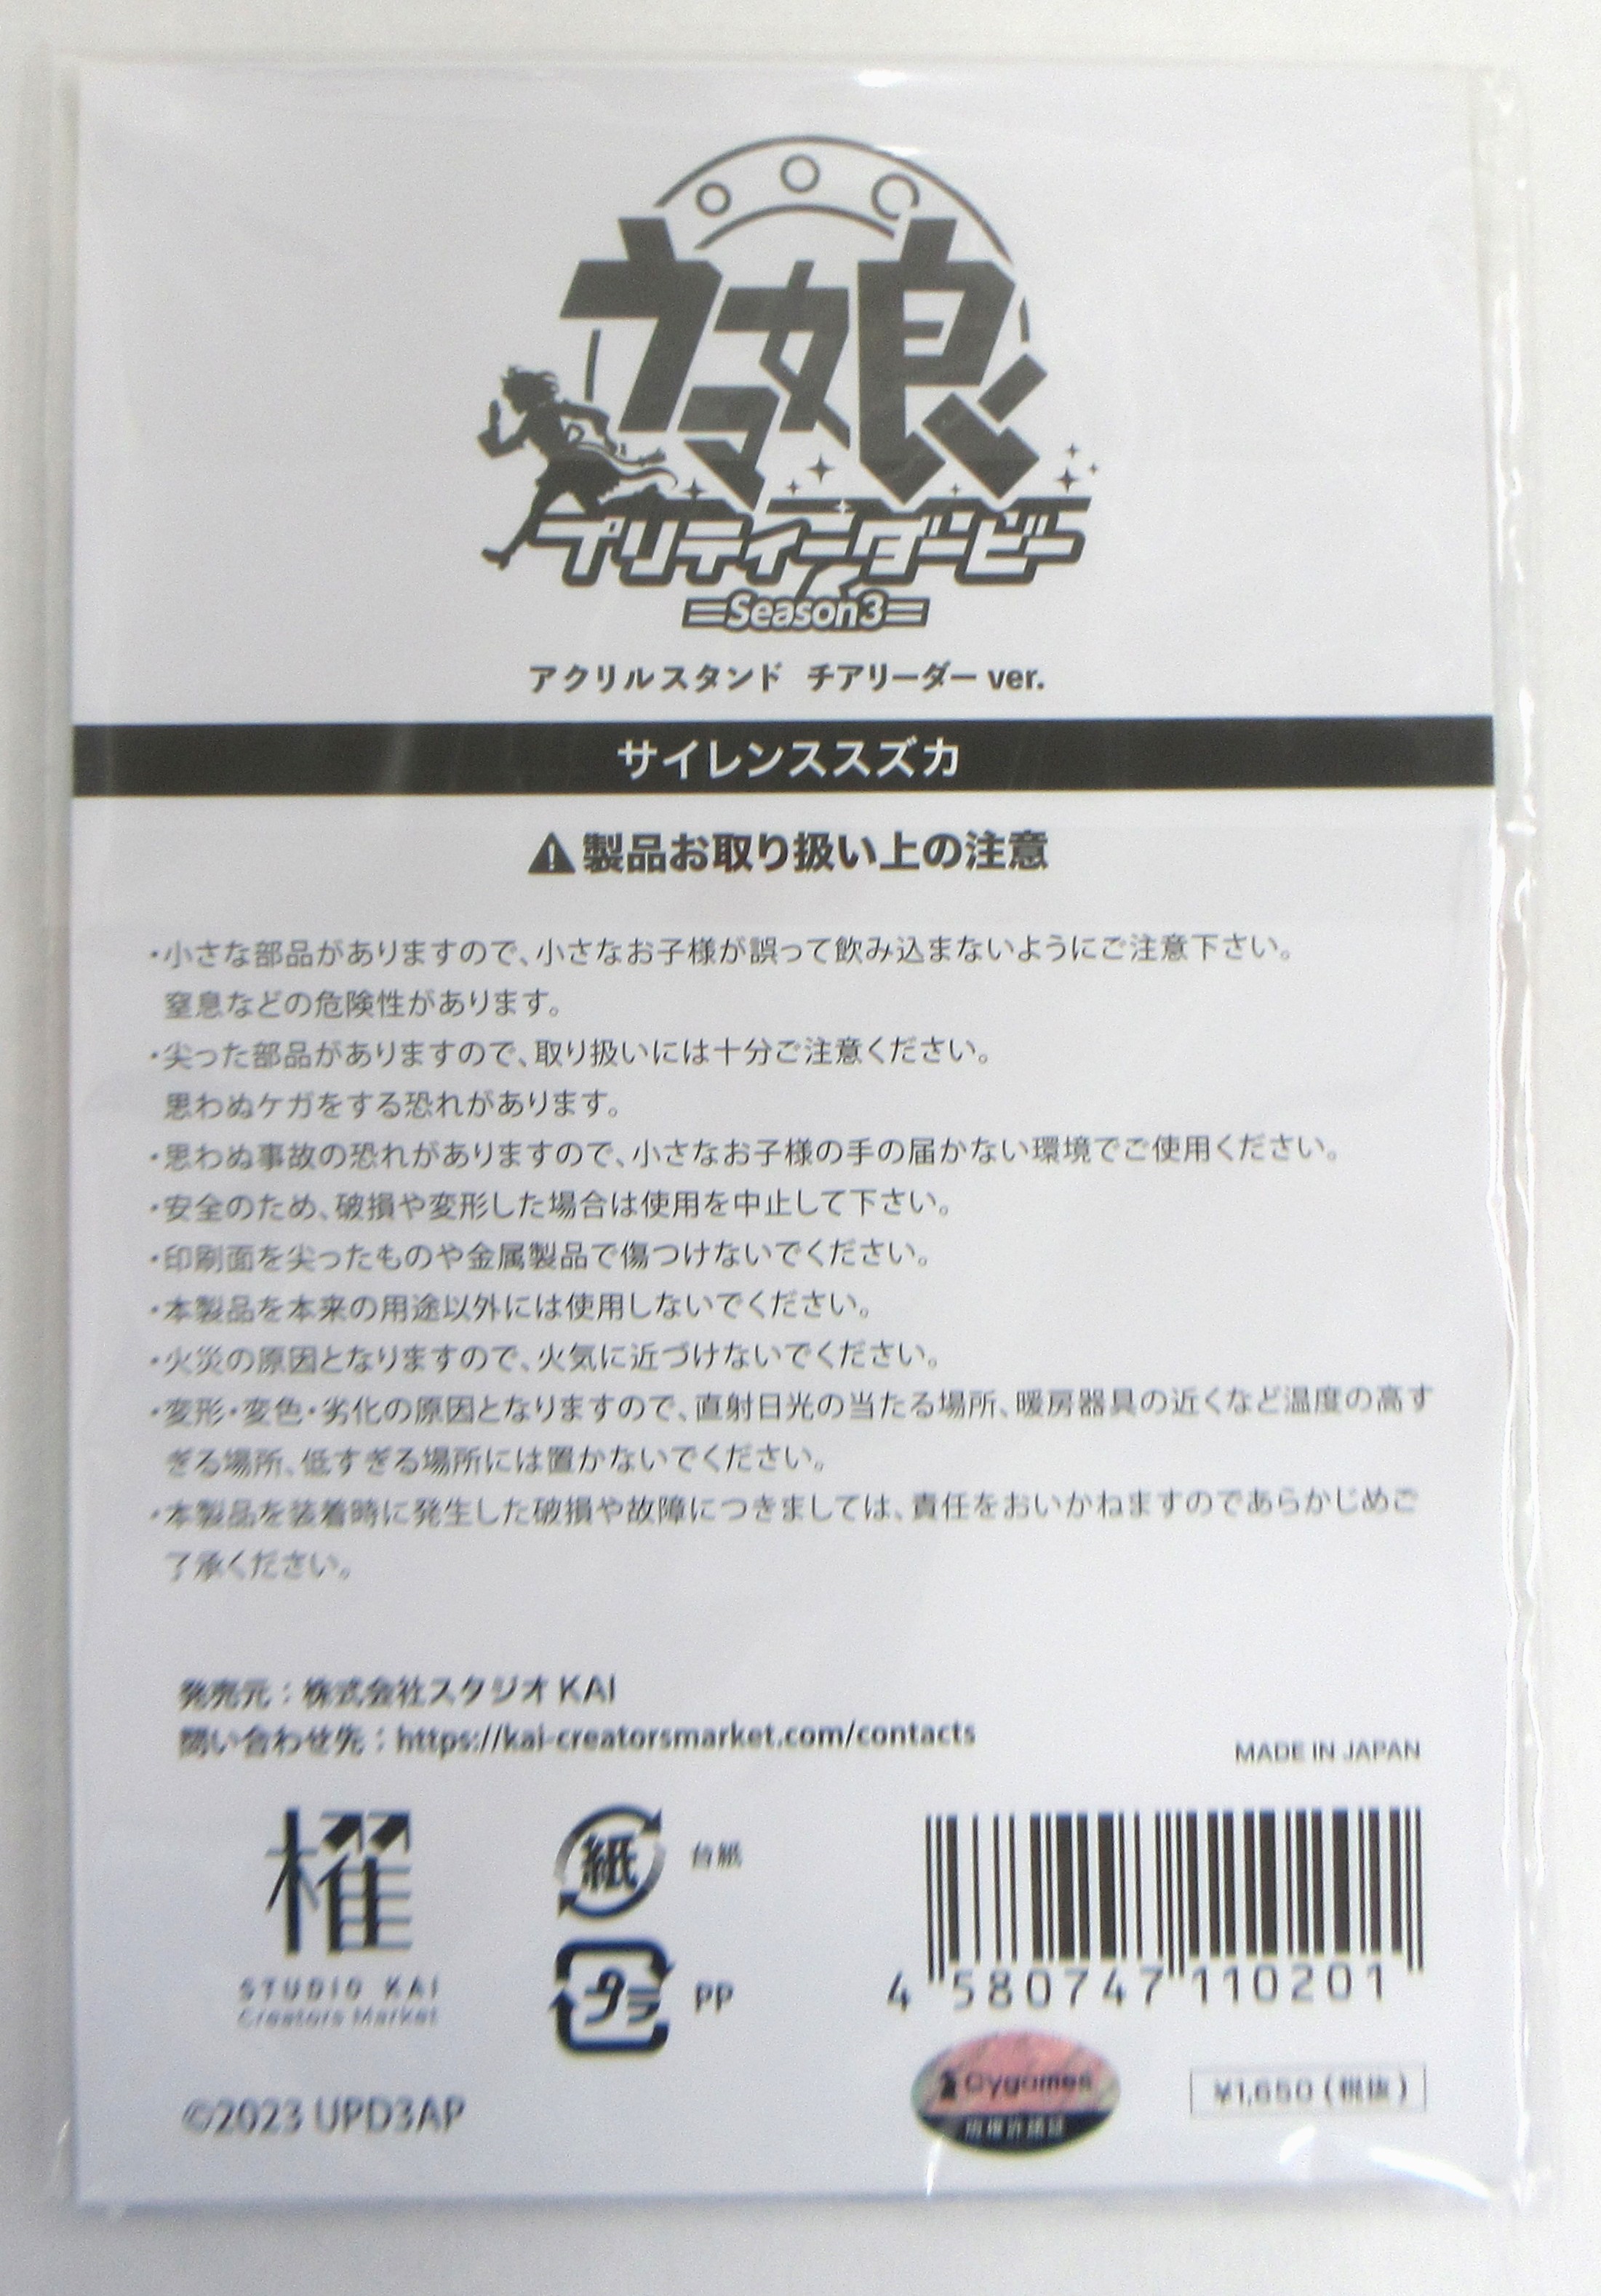 ウマ娘
プリティーダービー
Season3
アクリルスタンド チアリーダー ver.
サイレンススズカ
製品お取り扱い上の注意
・小さな部品がありますので、小さなお子様が誤って飲み込まないようにご注意下さい。
窒息などの危険性があります。
・尖った部品がありますので、取り扱いには十分ご注意ください。
思わぬケガをする恐れがあります。
・思わぬ事故の恐れがありますので、小さなお子様の手の届かない環境でご使用ください。
・安全のため、破損や変形した場合は使用を中止して下さい。
・印刷面を尖ったものや金属製品で傷つけないでください。
・本製品を本来の用途以外には使用しないでください。
・火災の原因となりますので、火気に近づけないでください。
・変形・変色・劣化の原因となりますので、直射日光の当たる場所、暖房器具の近くなど温度の高す
ぎる場所、低すぎる場所には置かないでください。
・本製品を装着時に発生した破損や故障につきましては、責任をおいかねますのであらかじめご
了承ください。
発売元：株式会社スタジオ KAI
問い合わせ先：https://kai-creatorsmarket.com/contacts
MADE IN JAPAN
櫂
STUDIO KAI
Creators Market
紙 台紙
プラ PP
4 580747 110201
Cygames
¥1,650（税抜）
©2023 UPD3AP